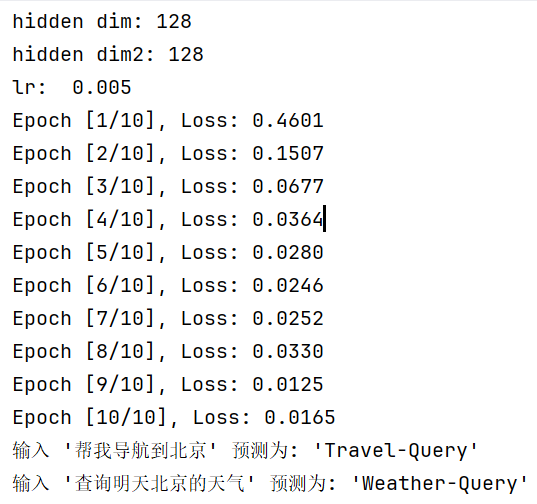 hidden dim: 128
hidden dim2: 128
lr:  0.005
Epoch [1/10], Loss: 0.4601
Epoch [2/10], Loss: 0.1507
Epoch [3/10], Loss: 0.0677
Epoch [4/10], Loss: 0.0364
Epoch [5/10], Loss: 0.0280
Epoch [6/10], Loss: 0.0246
Epoch [7/10], Loss: 0.0252
Epoch [8/10], Loss: 0.0330
Epoch [9/10], Loss: 0.0125
Epoch [10/10], Loss: 0.0165
输入 '帮我导航到北京' 预测为: 'Travel-Query'
输入 '查询明天北京的天气' 预测为: 'Weather-Query'